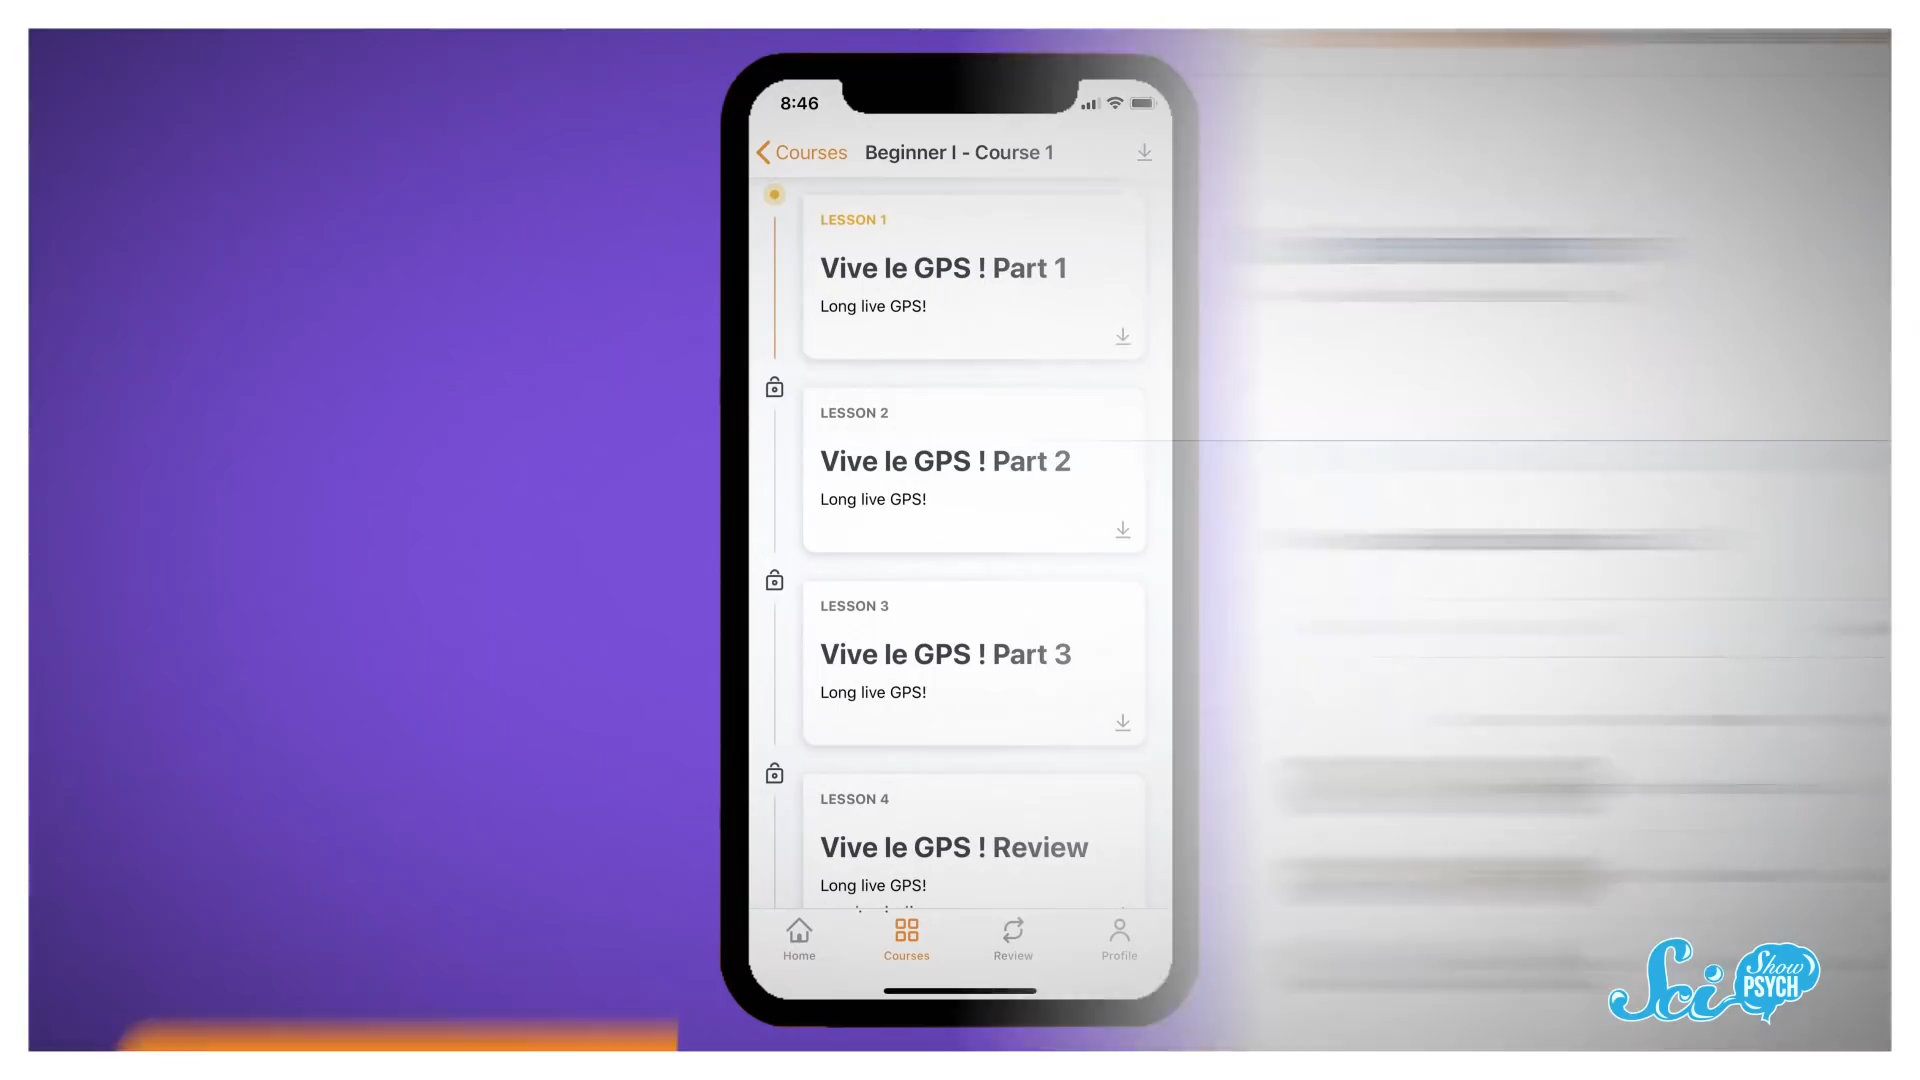 8:46
Courses
Beginner I - Course 1
LESSON 1
Vive le GPS ! Part 1
Long live GPS!
LESSON 2
Vive le GPS ! Part 2
Long live GPS!
LESSON 3
Vive le GPS ! Part 3
Long live GPS!
LESSON 4
Vive le GPS ! Review
Long live GPS!
Home
Courses
Review
Profile
Sci Show
PSYCH